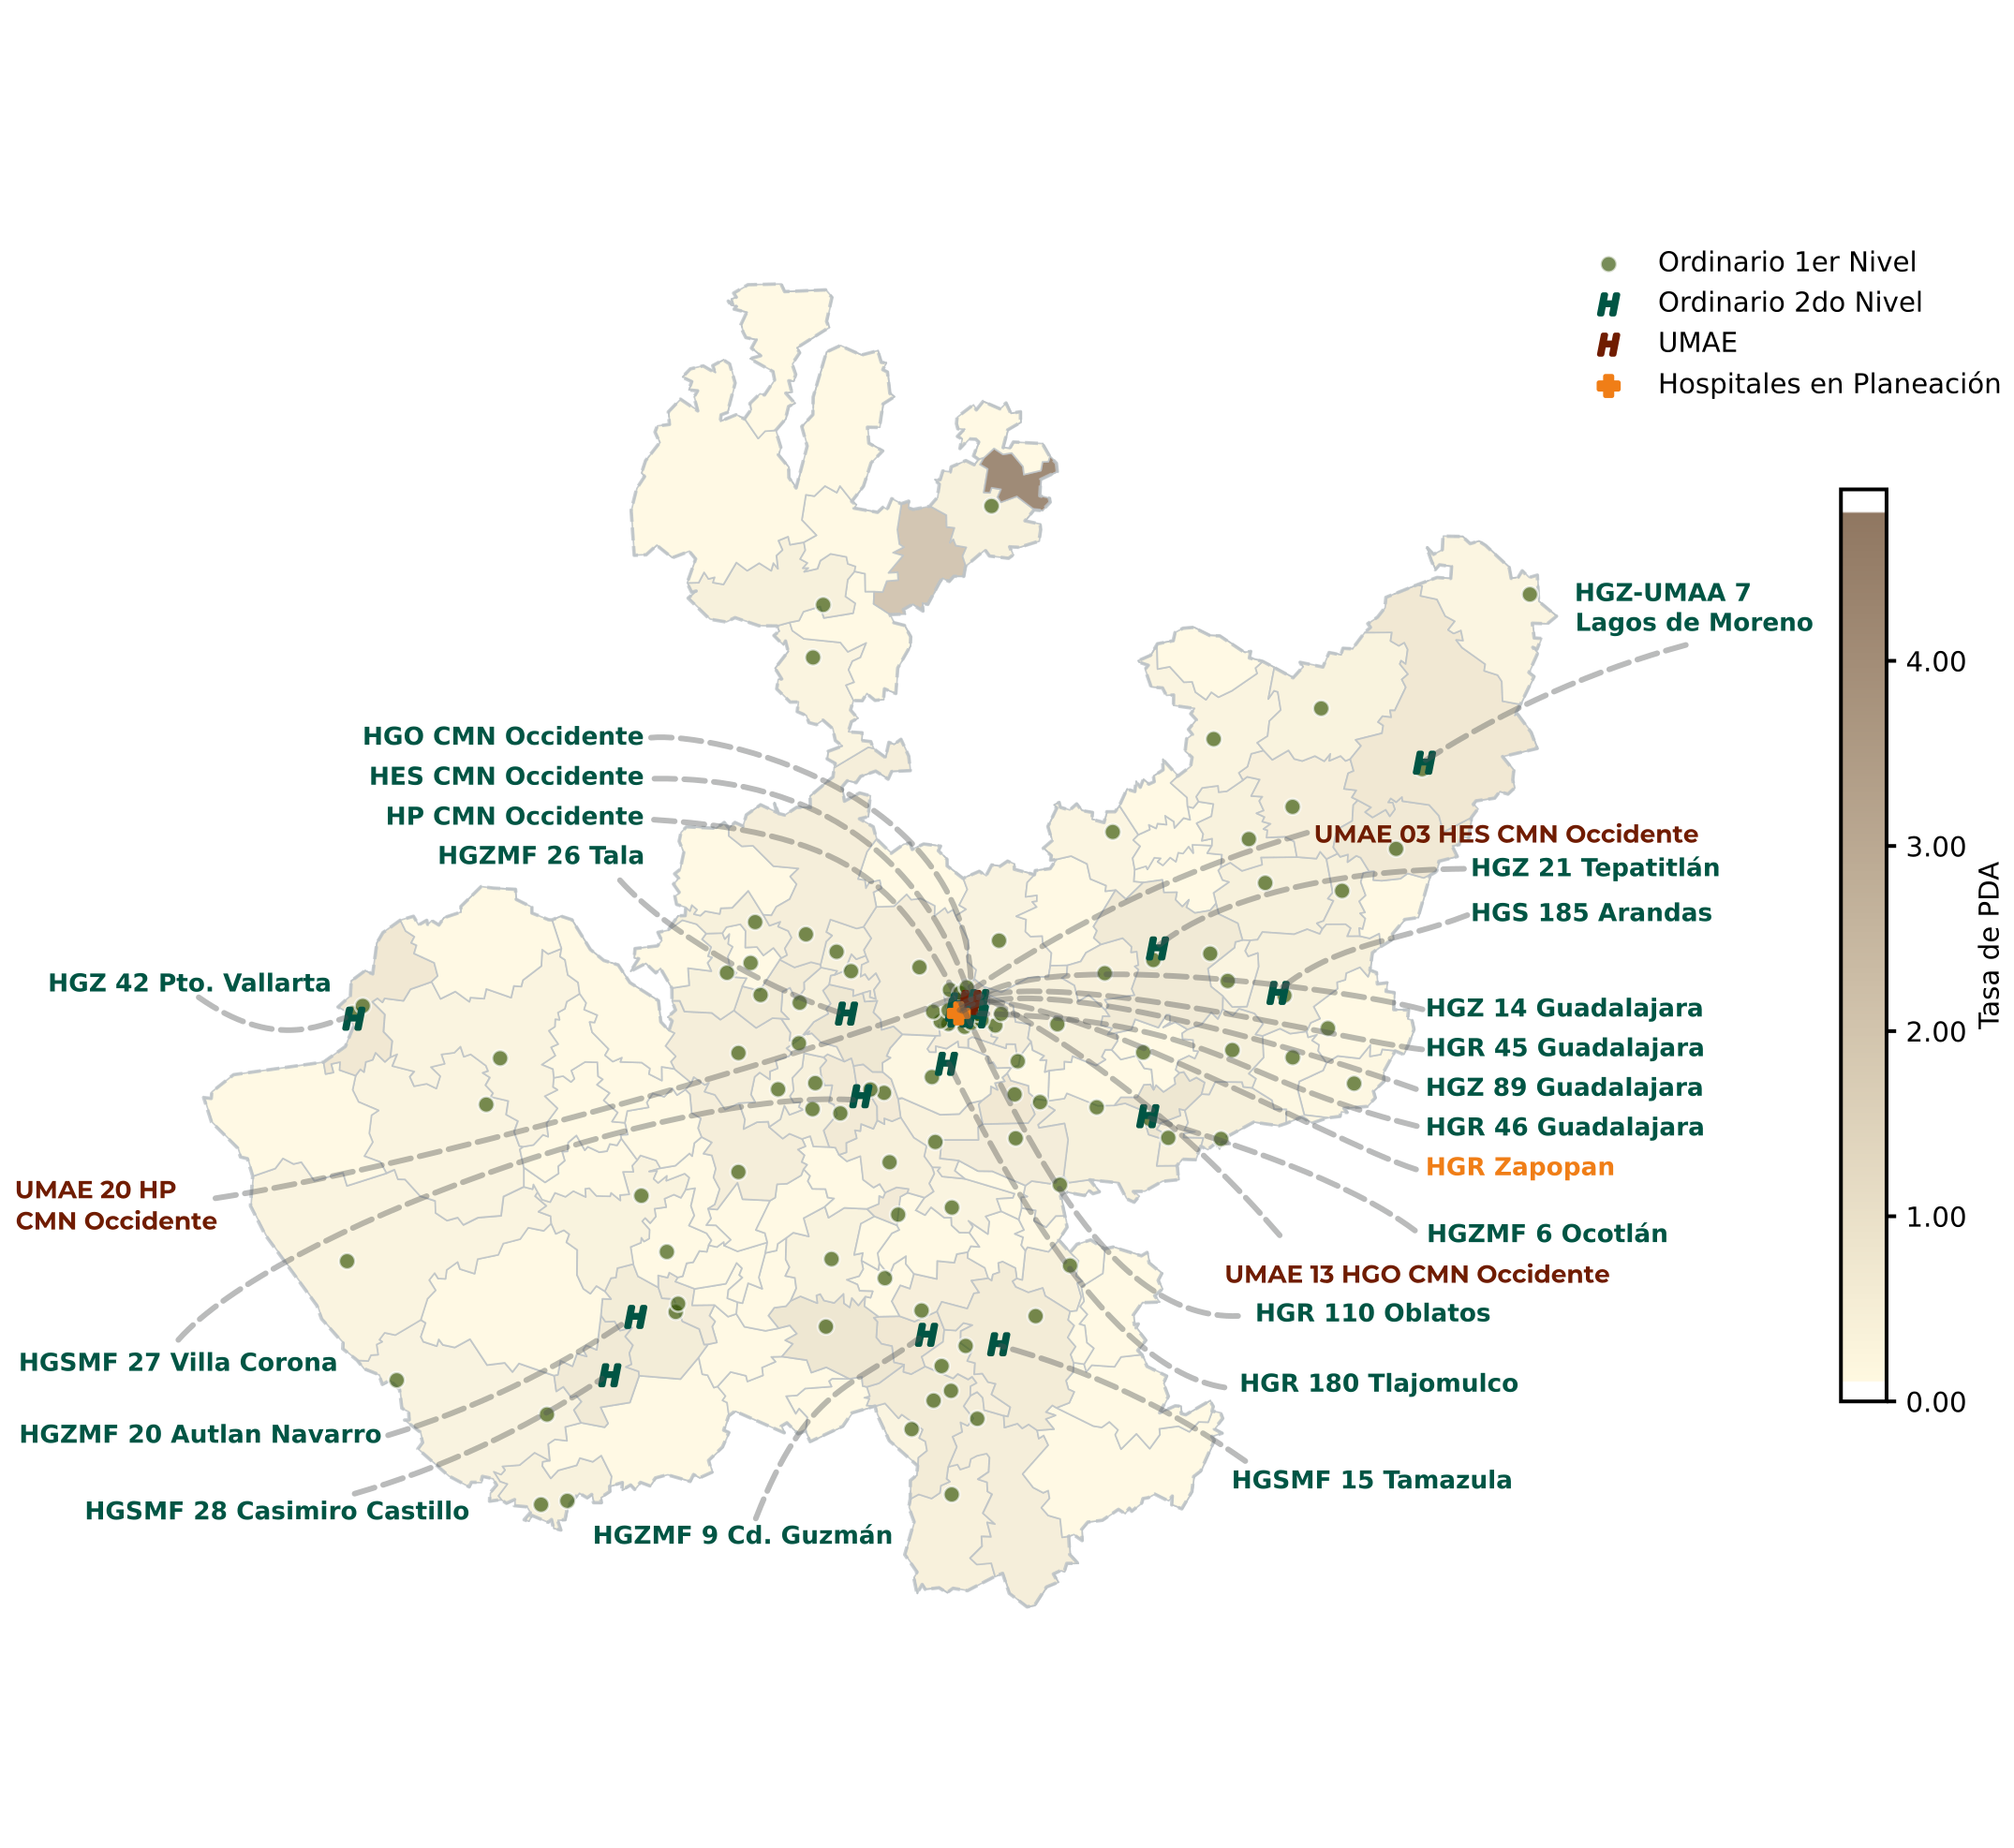 Ordinario 1er Nivel
Ordinario 2do Nivel
UMAE
Hospitales en Planeación
HGZ-UMAA 7
Lagos de Moreno
HGO CMN Occidente
HES CMN Occidente
HP CMN Occidente
HGZMF 26 Tala
UMAE 03 HES CMN Occidente
HGZ 21 Tepatitlán
HGS 185 Arandas
HGZ 42 Pto. Vallarta
HGZ 14 Guadalajara
HGR 45 Guadalajara
HGZ 89 Guadalajara
HGR 46 Guadalajara
HGR Zapopan
UMAE 20 HP
CMN Occidente
HGZMF 6 Ocotlán
UMAE 13 HGO CMN Occidente
HGR 110 Oblatos
HGSMF 27 Villa Corona
HGR 180 Tlajomulco
HGZMF 20 Autlan Navarro
HGSMF 15 Tamazula
HGSMF 28 Casimiro Castillo
HGZMF 9 Cd. Guzmán
4.00
3.00
2.00
1.00
0.00
Tasa de PDA